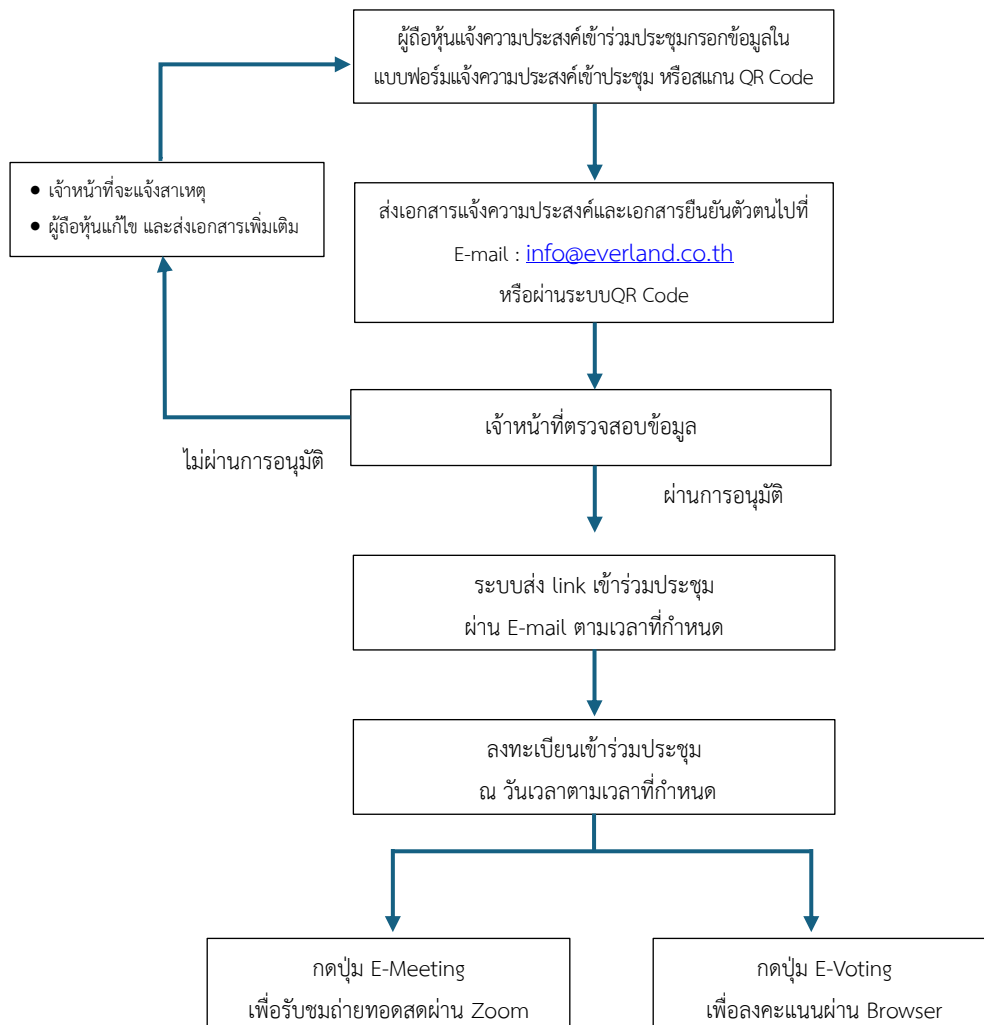 ผู้ถือหุ้นแจ้งความประสงค์เข้าร่วมประชุมกรอกข้อมูลใน
แบบฟอร์มแจ้งความประสงค์เข้าประชุม หรือสแกน QR Code
● เจ้าหน้าที่จะแจ้งสาเหตุ
● ผู้ถือหุ้นแก้ไข และส่งเอกสารเพิ่มเติม
ส่งเอกสารแจ้งความประสงค์และเอกสารยืนยันตัวตนไปที่
E-mail : info@everland.co.th
หรือผ่านระบบQR Code
เจ้าหน้าที่ตรวจสอบข้อมูล
ไม่ผ่านการอนุมัติ
ผ่านการอนุมัติ
ระบบส่ง link เข้าร่วมประชุม
ผ่าน E-mail ตามเวลาที่กำหนด
ลงทะเบียนเข้าร่วมประชุม
ณ วันเวลาตามเวลาที่กำหนด
กดปุ่ม E-Meeting
เพื่อรับชมถ่ายทอดสดผ่าน Zoom
กดปุ่ม E-Voting
เพื่อลงคะแนนผ่าน Browser